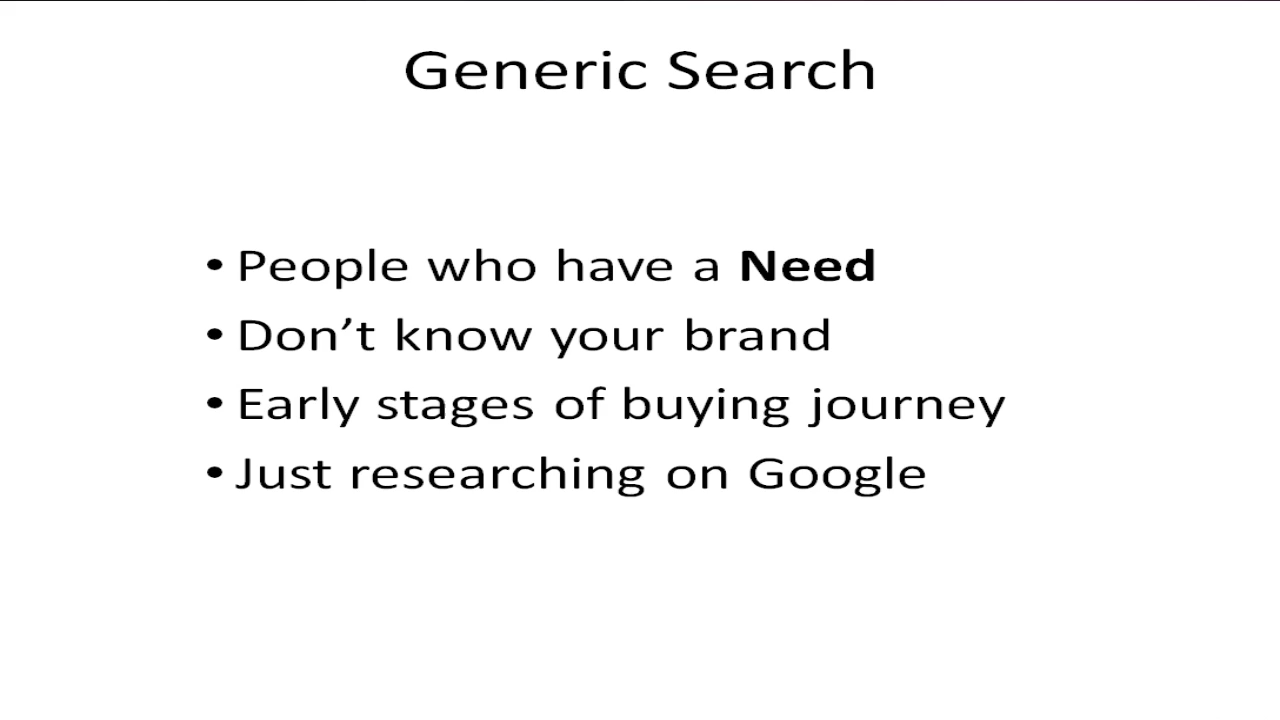 Generic Search
• People who have a Need
• Don’t know your brand
• Early stages of buying journey
• Just researching on Google